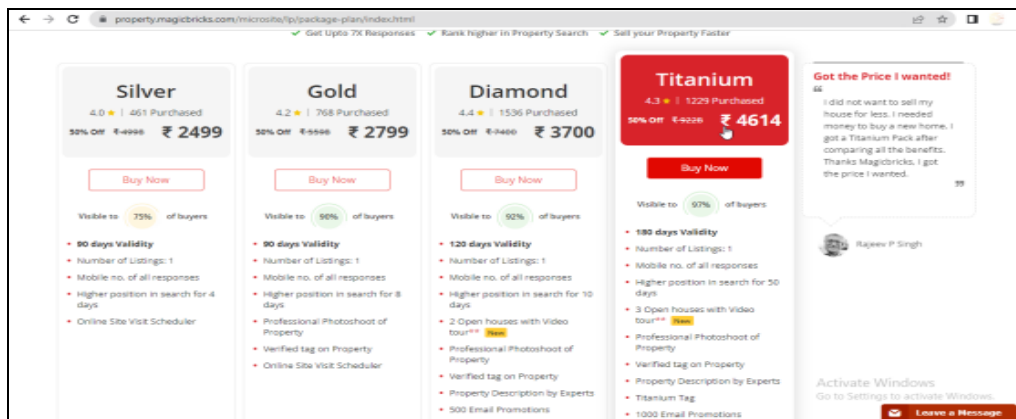 property.magicbricks.com/microsite/lp/package-plan/index.html
Get Upto 7X Responses
Rank higher in Property Search
Sell your Property Faster
Silver
4.0 ★ | 461 Purchased
50% Off ₹ 4998 ₹ 2499
Buy Now
Visible to 75% of buyers
90 days Validity
Number of Listings: 1
Mobile no. of all responses
Higher position in search for 4
days
Online Site Visit Scheduler
Gold
4.2 ★ | 768 Purchased
50% Off ₹ 5598 ₹ 2799
Buy Now
Visible to 90% of buyers
90 days Validity
Number of Listings: 1
Mobile no. of all responses
Higher position in search for 8
days
Professional Photoshoot of
Property
Verified tag on Property
Online Site Visit Scheduler
Diamond
4.4 ★ | 1536 Purchased
50% Off ₹ 7400 ₹ 3700
Buy Now
Visible to 92% of buyers
120 days Validity
Number of Listings: 1
Mobile no. of all responses
Higher position in search for 10
days
2 Open houses with Video
tour** New
Professional Photoshoot of
Property
Verified tag on Property
Property Description by Experts
500 Email Promotions
Titanium
4.3 ★ | 1229 Purchased
50% Off ₹ 9228 ₹ 4614
Buy Now
Visible to 97% of buyers
180 days Validity
Number of Listings: 1
Mobile no. of all responses
Higher position in search for 50
days
3 Open houses with Video
tour** New
Professional Photoshoot of
Property
Verified tag on Property
Property Description by Experts
Titanium Tag
1000 Email Promotions
Got the Price I wanted!
“
I did not want to sell my
house for less. I needed
money to buy a new home. I
got a Titanium Pack after
comparing all the benefits.
Thanks Magicbricks, I got
the price I wanted.
”
Rajeev P Singh
Activate Windows
Go to Settings to activate Windows.
Leave a Message